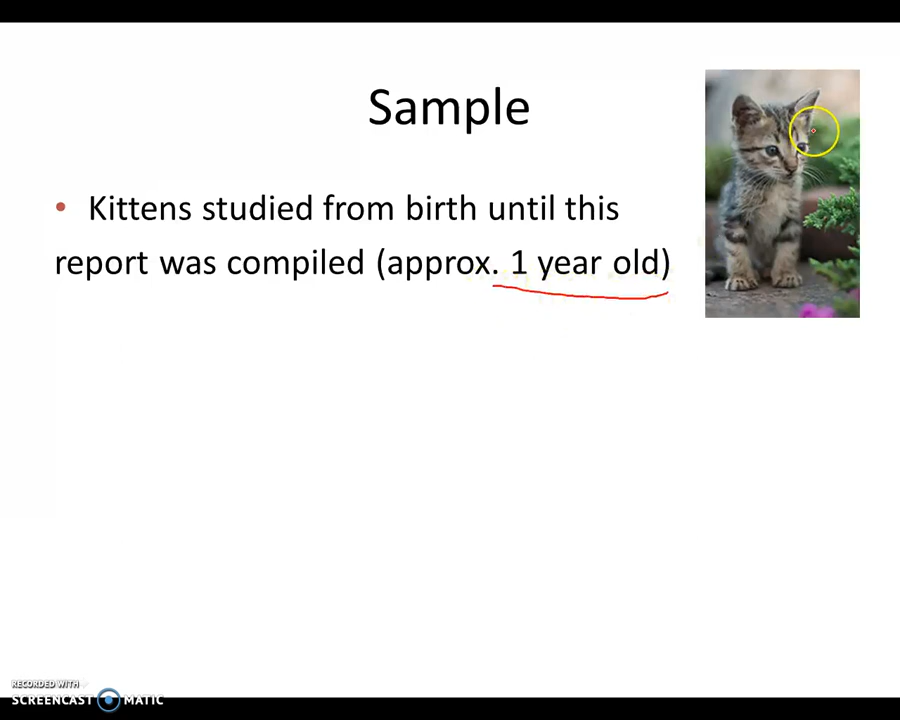 Sample
• Kittens studied from birth until this
report was compiled (approx. 1 year old)
RECORDED WITH
SCREENCAST MATIC